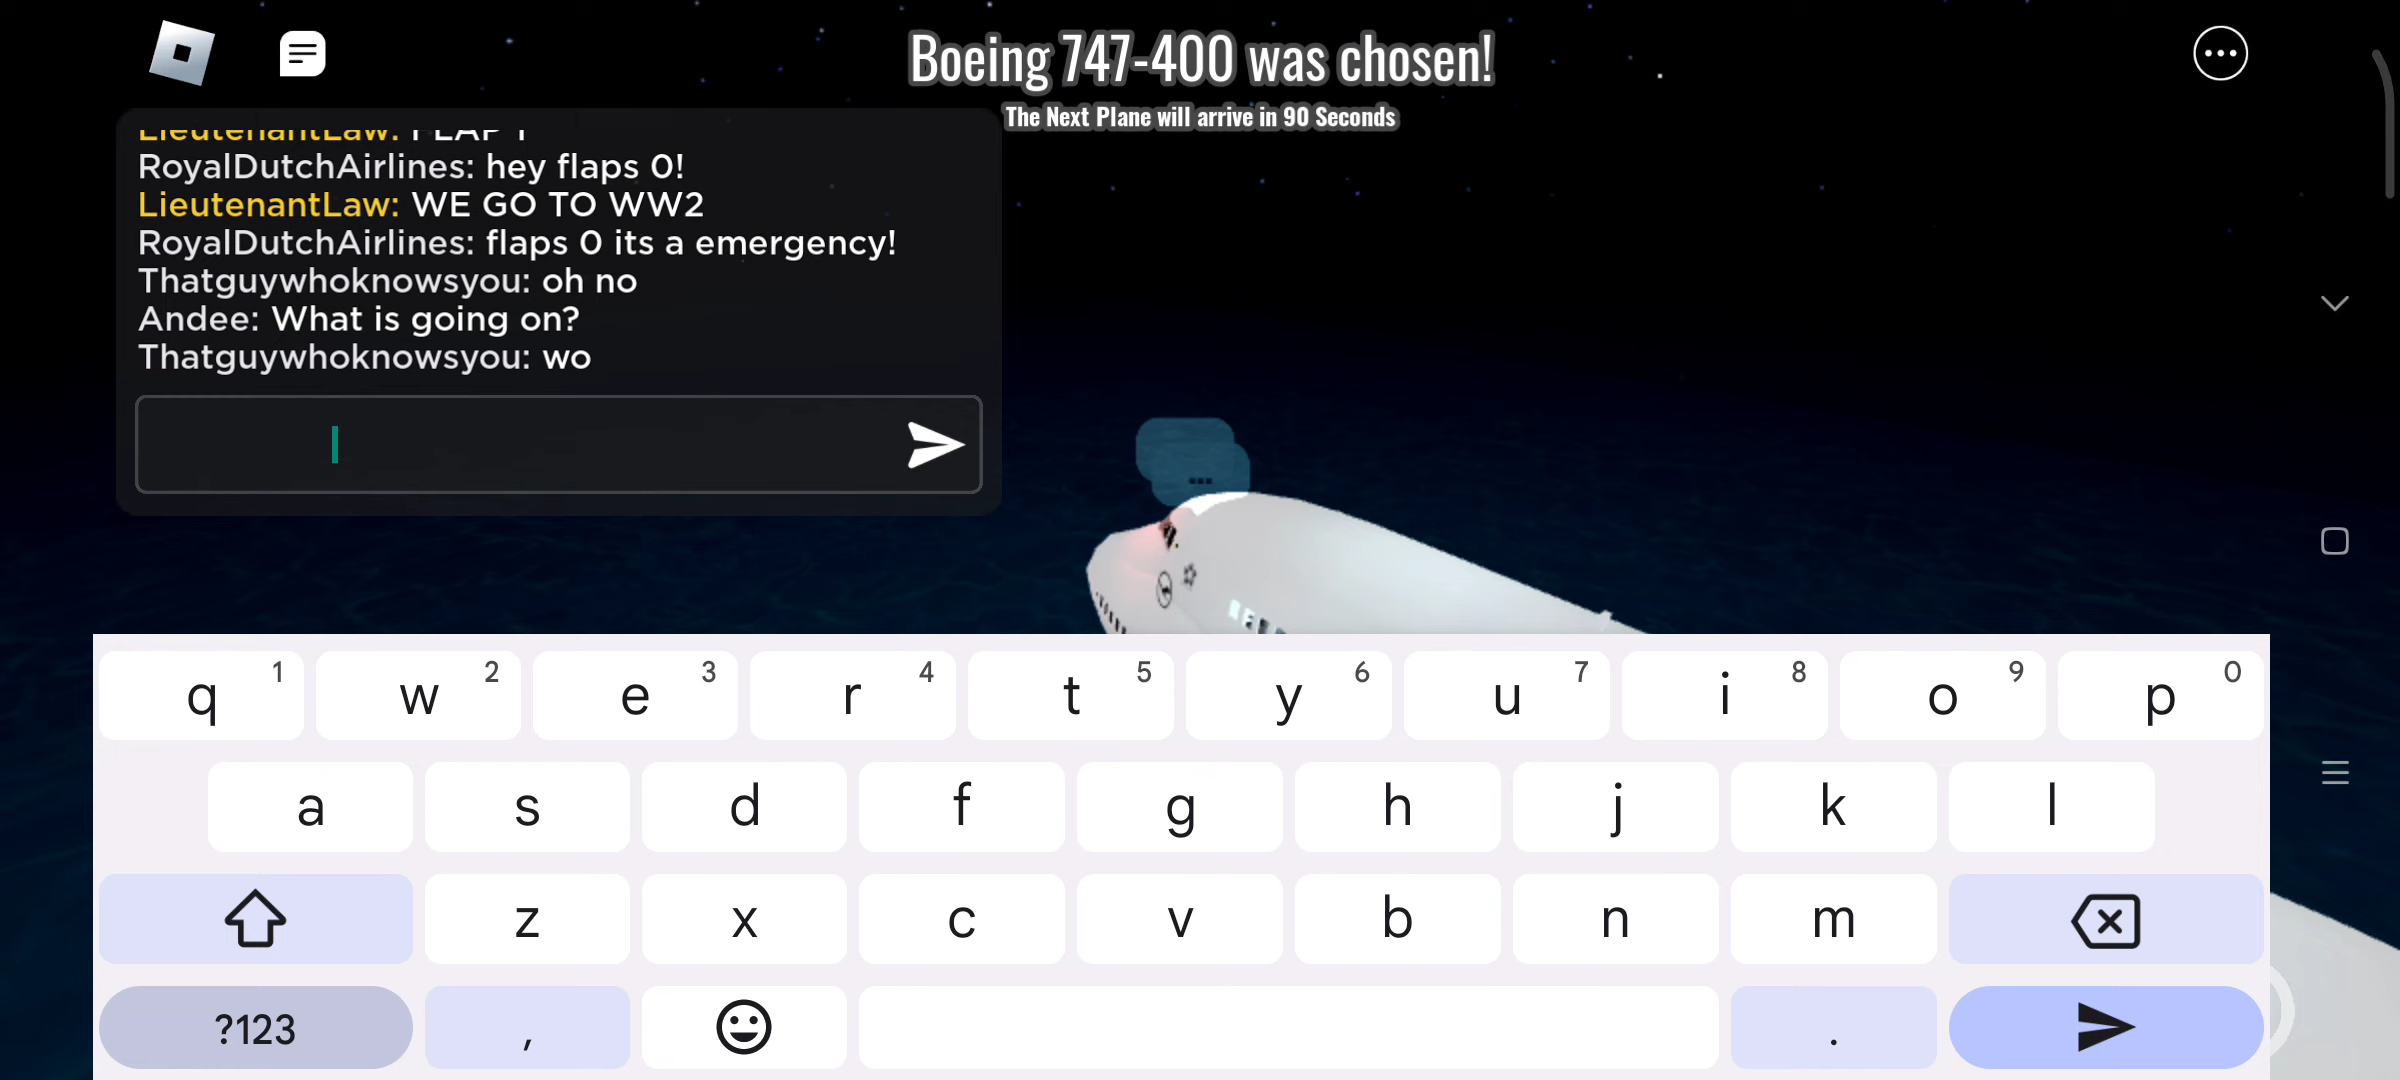 Boeing 747-400 was chosen!
The Next Plane will arrive in 90 Seconds
LieutenantLaw:
RoyalDutchAirlines: hey flaps 0!
LieutenantLaw: WE GO TO WW2
RoyalDutchAirlines: flaps 0 its a emergency!
Thatguywhoknowsyou: oh no
Andee: What is going on?
Thatguywhoknowsyou: wo
...
q 1 w 2 e 3 r 4 t 5 y 6 u 7 i 8 o 9 p 0
a s d f g h j k l
z x c v b n m
?123 , .